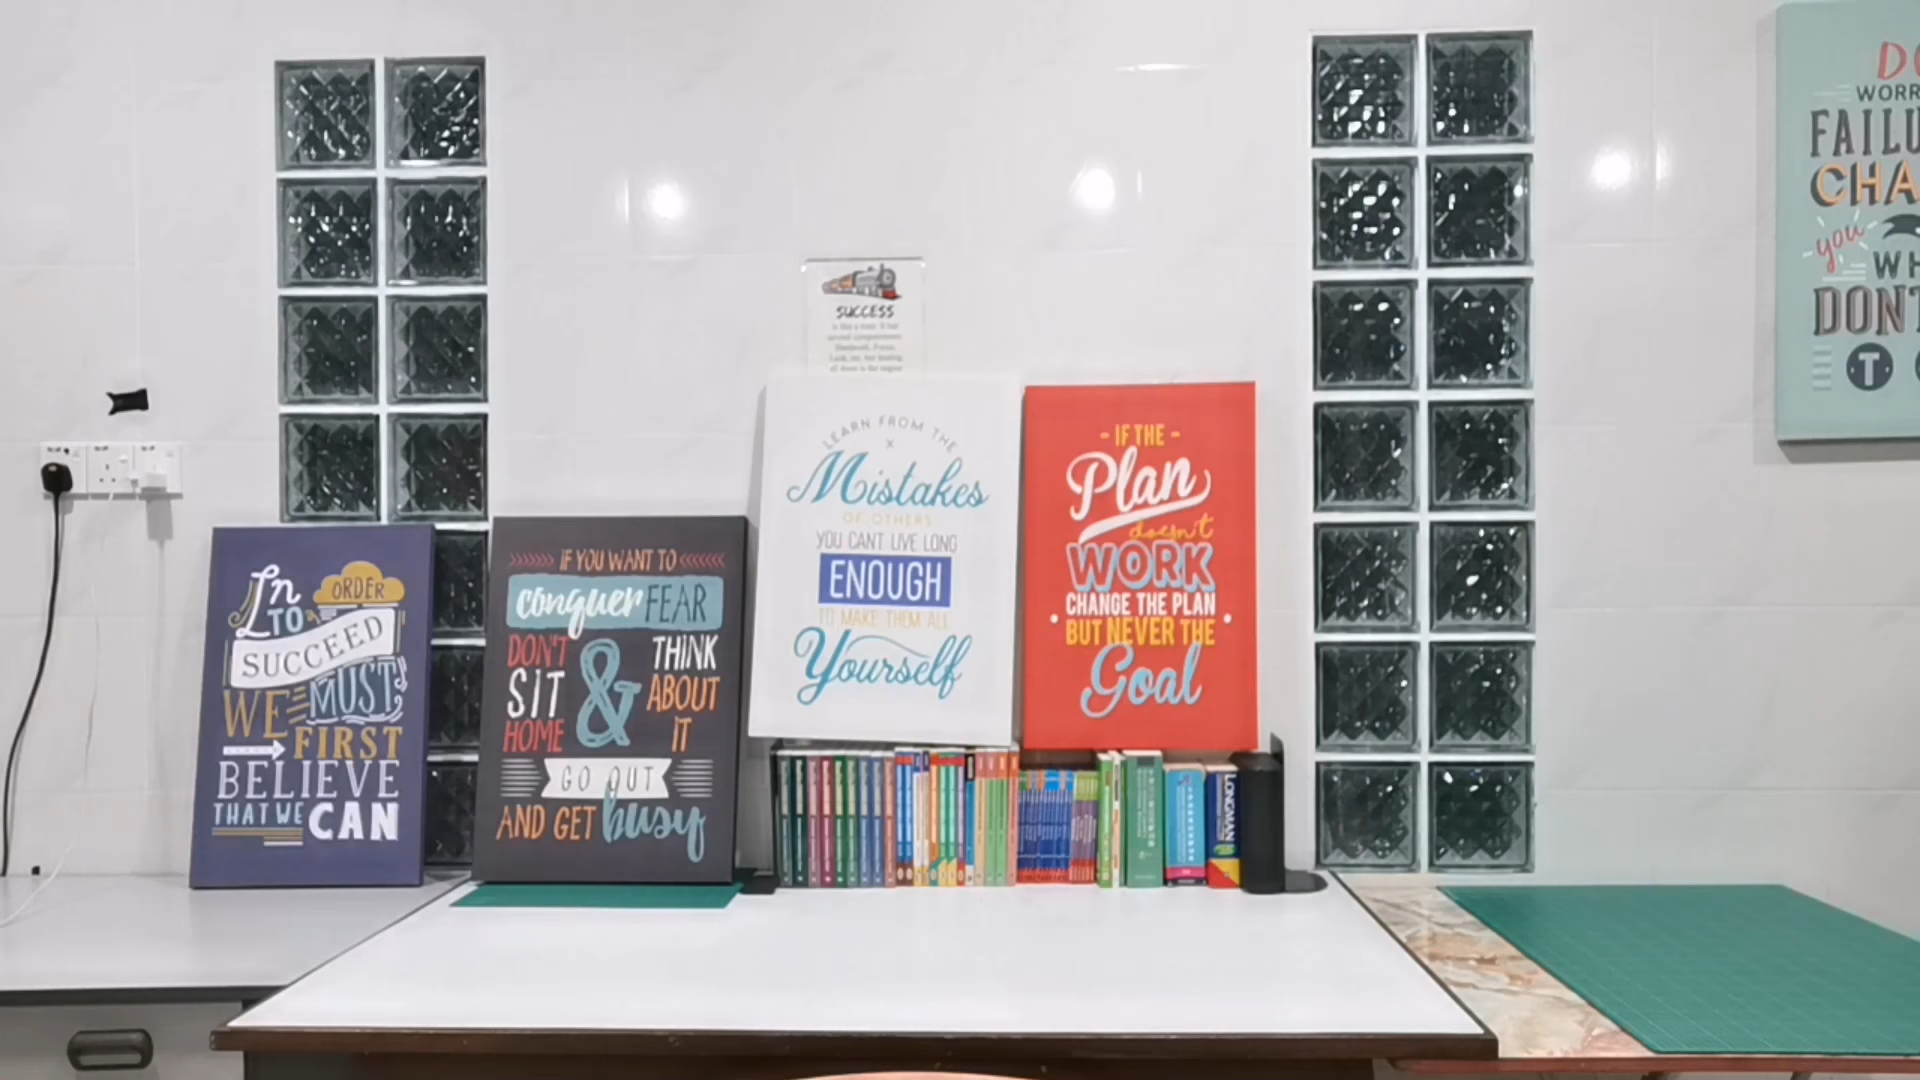 In
ORDER
TO
SUCCEED
WE MUST
FIRST
BELIEVE
THAT WE CAN
IF YOU WANT TO
conquer FEAR
DON'T
SIT
HOME
&
THINK
ABOUT
IT
GO OUT
AND GET busy
SUCCESS
LEARN FROM THE
Mistakes
OF OTHERS
YOU CANT LIVE LONG
ENOUGH
TO MAKE THEM ALL
Yourself
- IF THE -
Plan
doesn't
WORK
CHANGE THE PLAN
BUT NEVER THE
Goal
LONGMAN
DO
WORR
FAILU
CHA
you
WH
DON'T
T